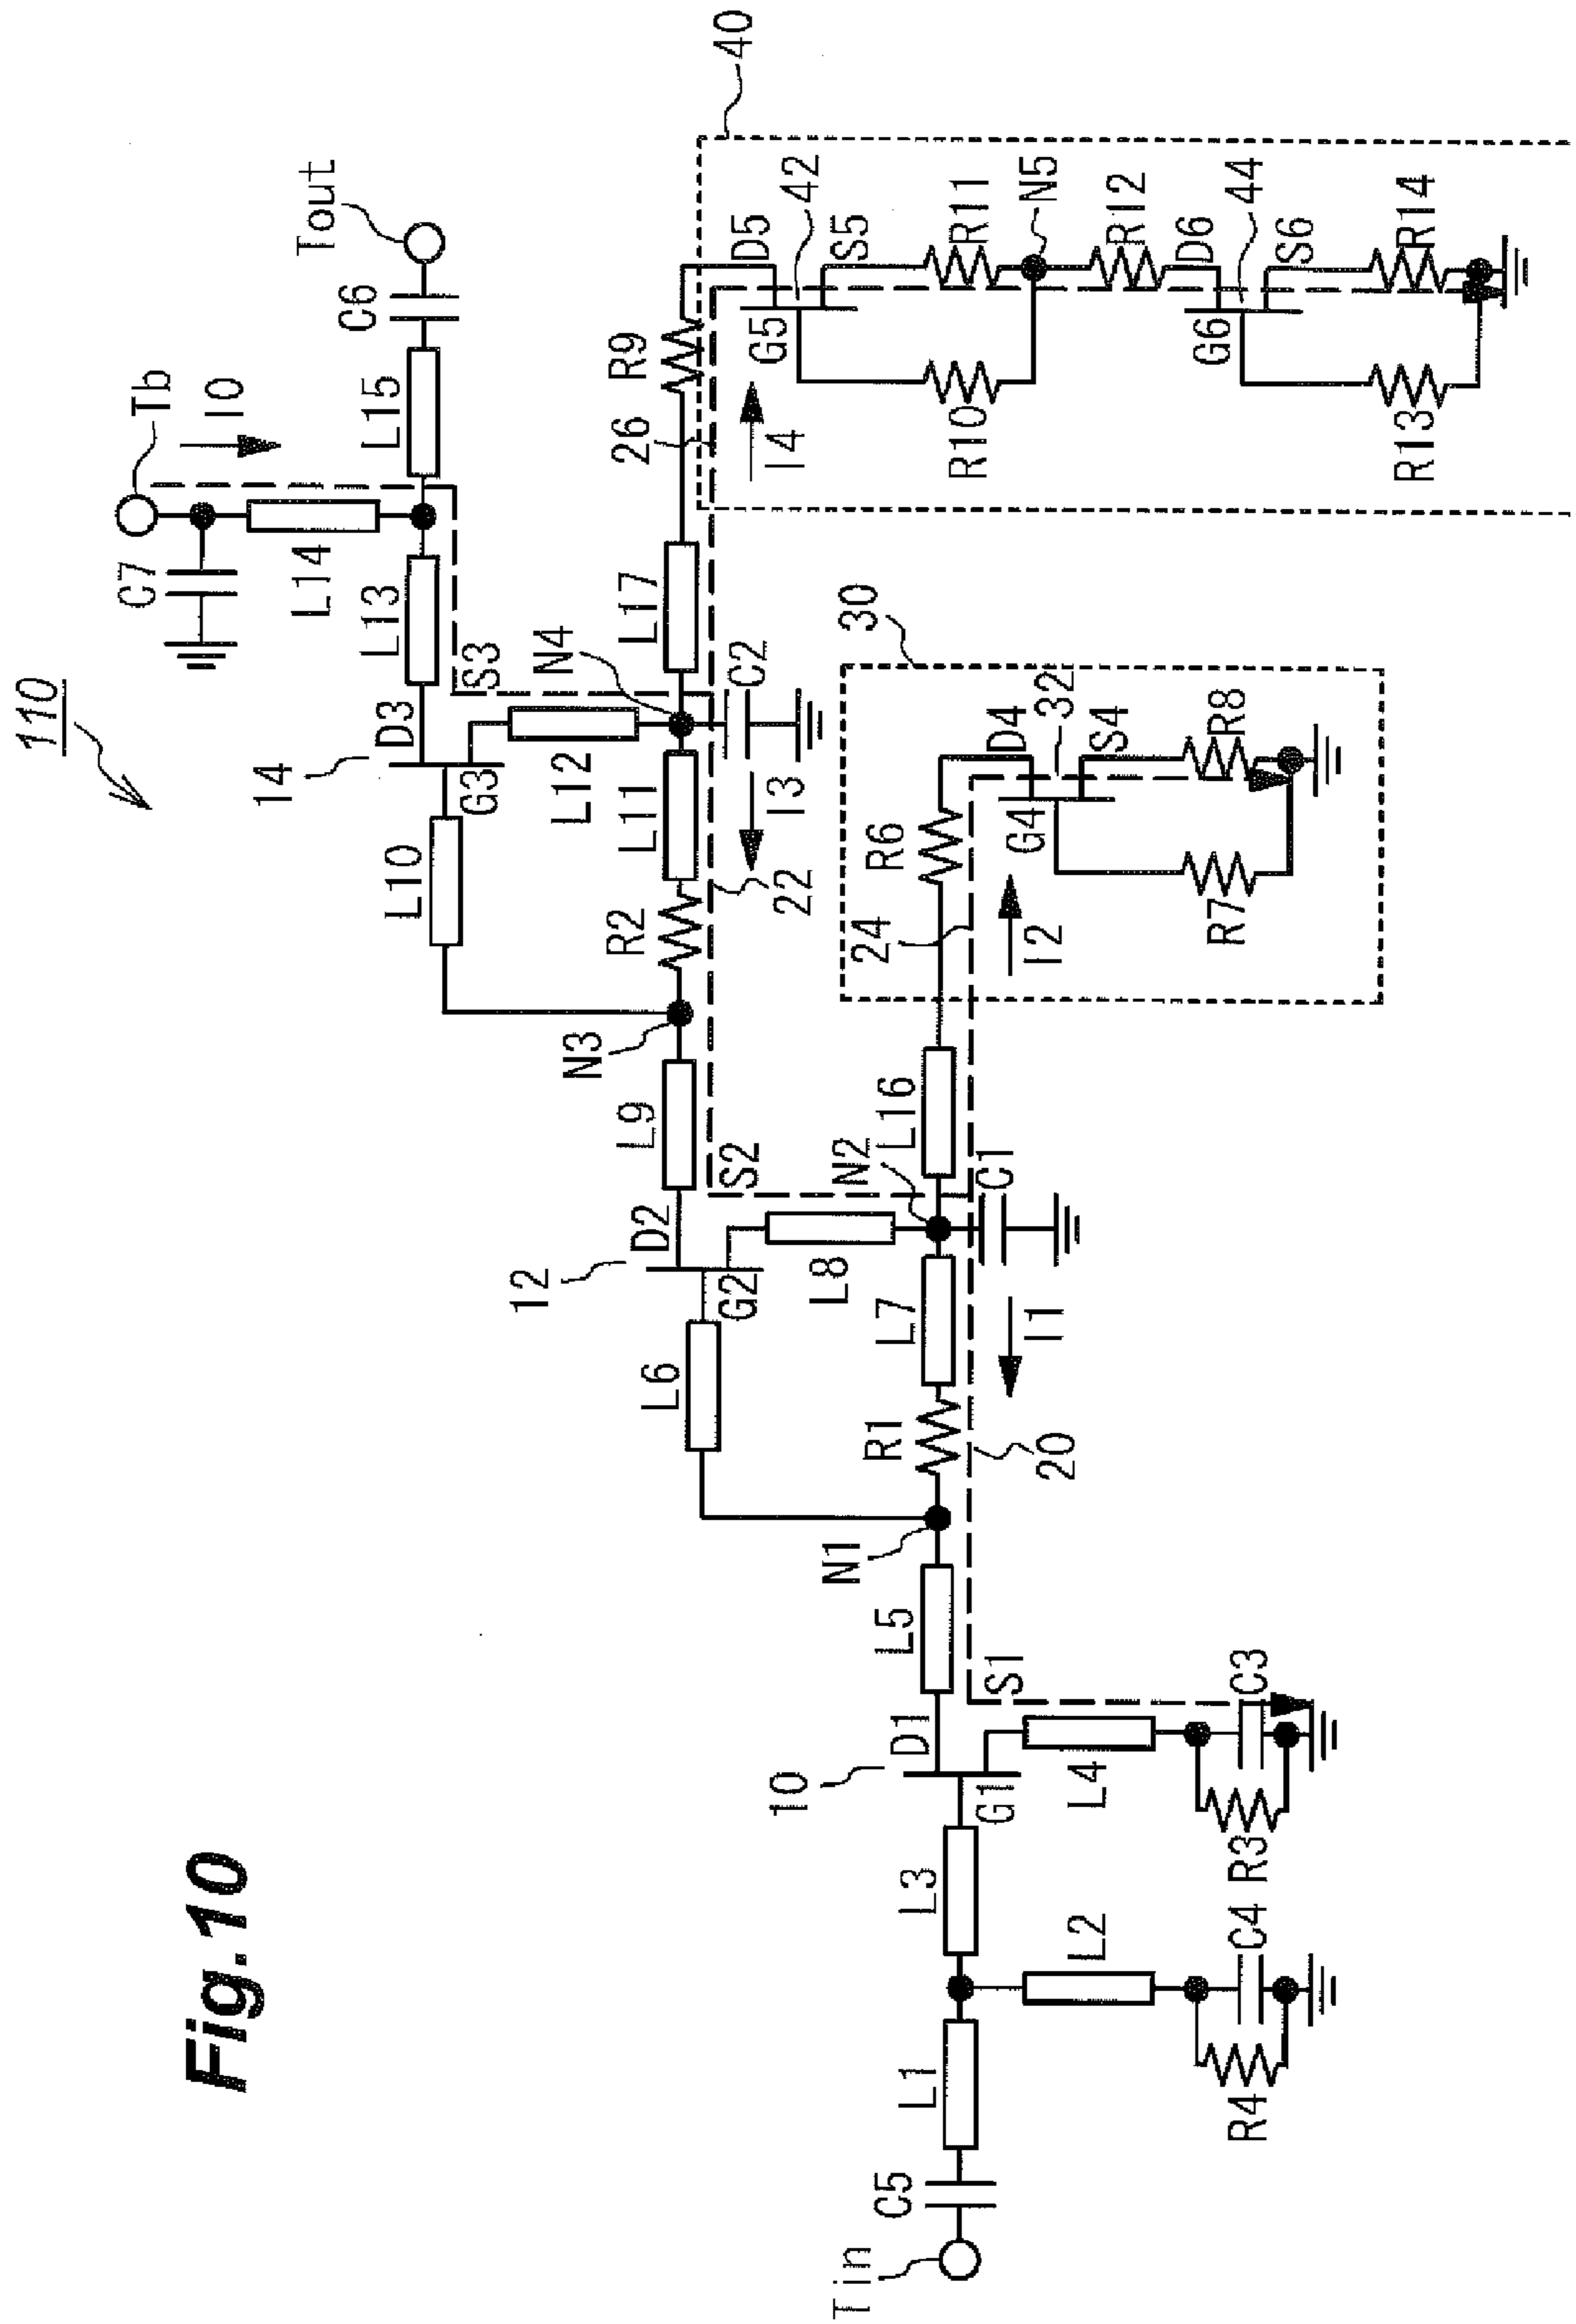 Fig.10
110
Tb
I0
C7
L14
Tout
C6
L15
L13
14
D3
S3
G3
L10
L12
N4
L11
R2
C2
I3
22
N3
L17
26
R9
40
I4
D5
42
G5
S5
R10
R11
N5
R12
D6
G6
44
S6
R13
R14
12
D2
S2
G2
L9
L6
L8
N2
L16
C1
L7
R1
I1
20
N1
24
R6
30
I2
D4
32
G4
S4
R7
R8
10
D1
S1
G1
L5
L3
L4
C3
R3
L2
C4
R4
L1
C5
Tin